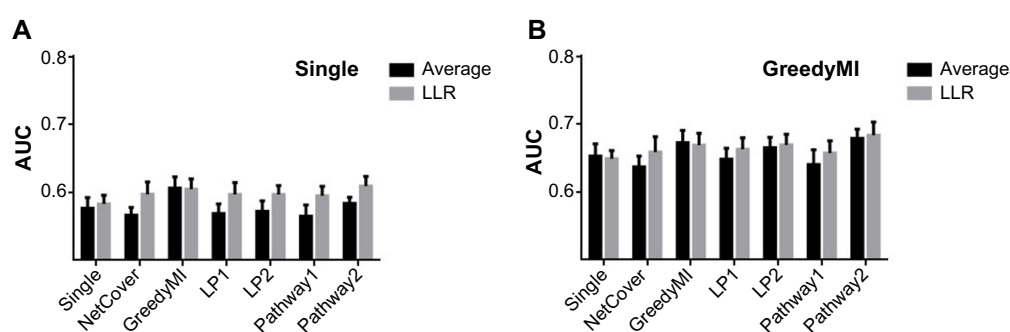 A
Single
Average
LLR
AUC
0.8
0.7
0.6
Single
NetCover
GreedyMI
LP1
LP2
Pathway1
Pathway2
B
GreedyMI
Average
LLR
AUC
0.8
0.7
0.6
Single
NetCover
GreedyMI
LP1
LP2
Pathway1
Pathway2